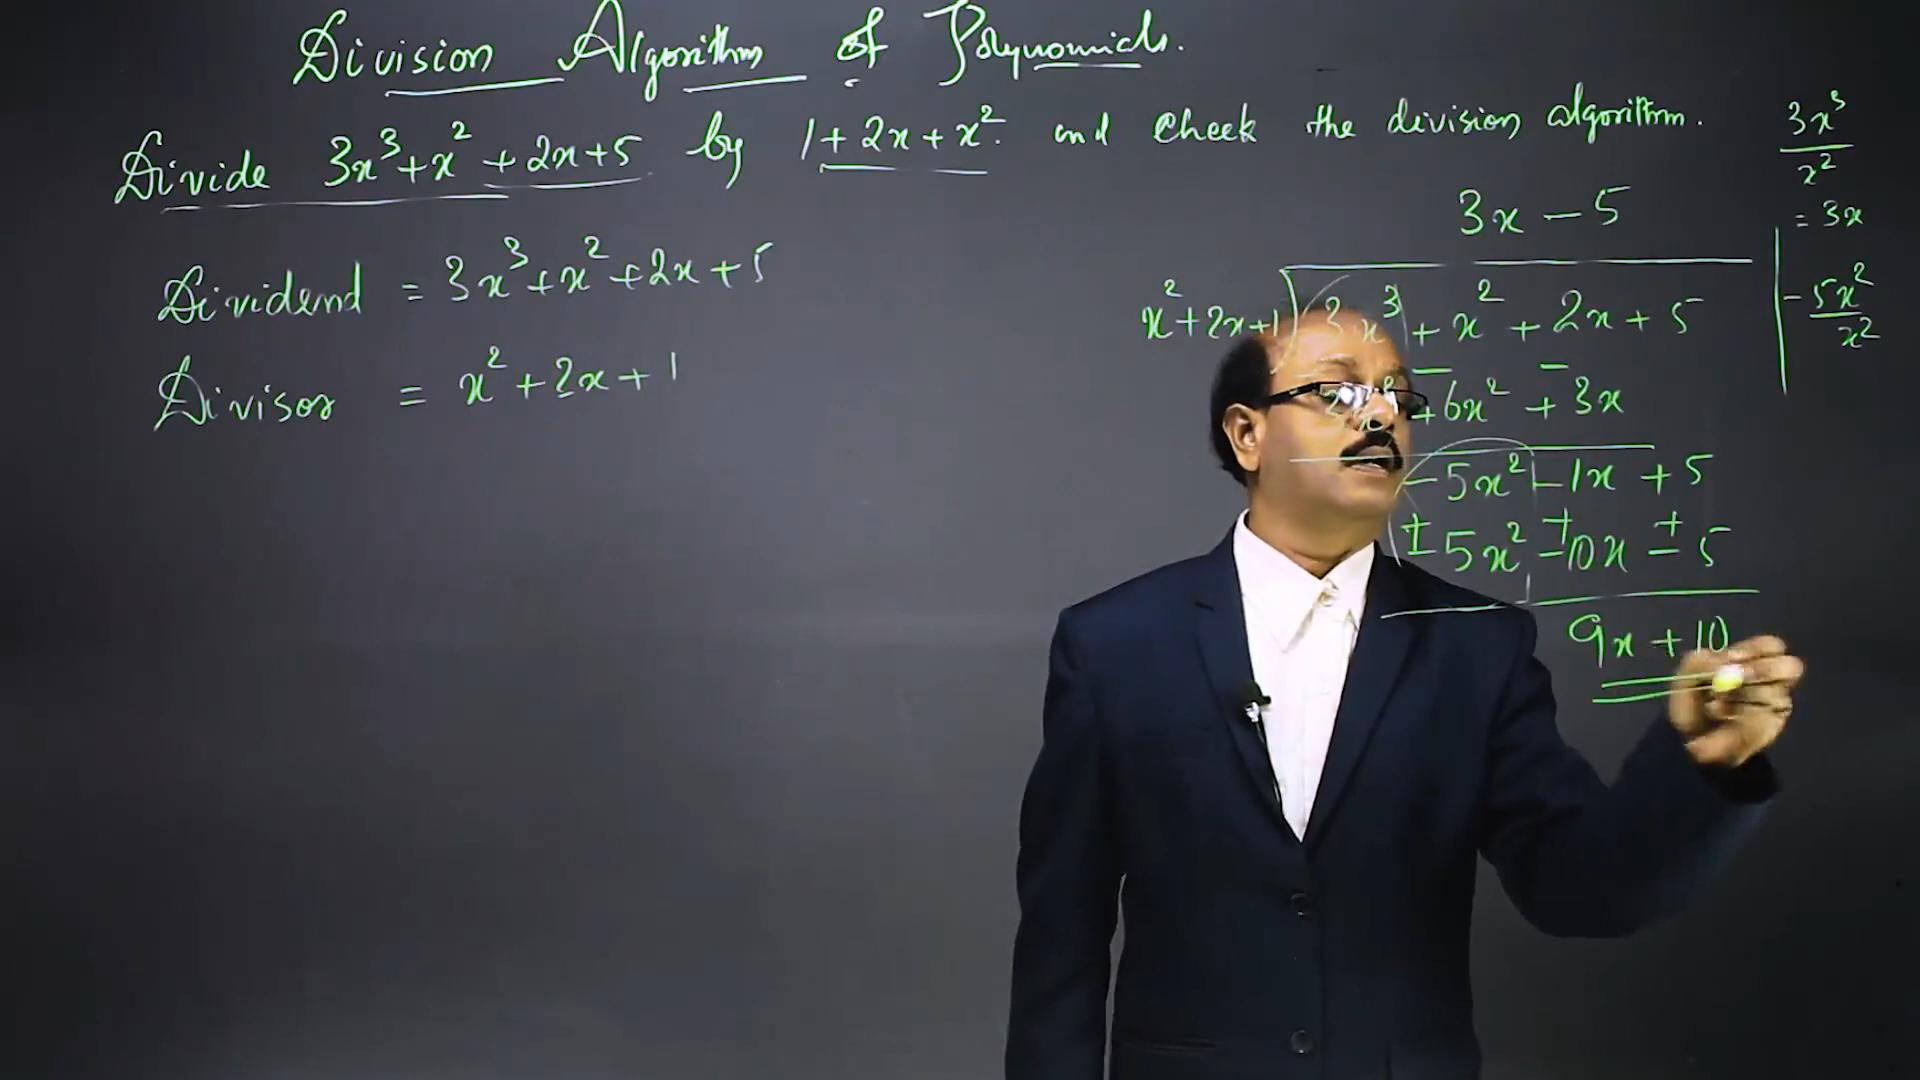 Division Algorithm of Polynomials.
Divide 3x³+x²+2x+5 by 1+2x+x². and Check the division algorithm.
Dividend = 3x³+x²+2x+5
Divisor = x²+2x+1
3x - 5
x²+2x+1 ) 3x³ + x² + 2x + 5
3x³ + 6x² + 3x
- 5x² - 1x + 5
± 5x² ± 10x ± 5
9x + 10
3x³
x²
= 3x
- 5x²
x²